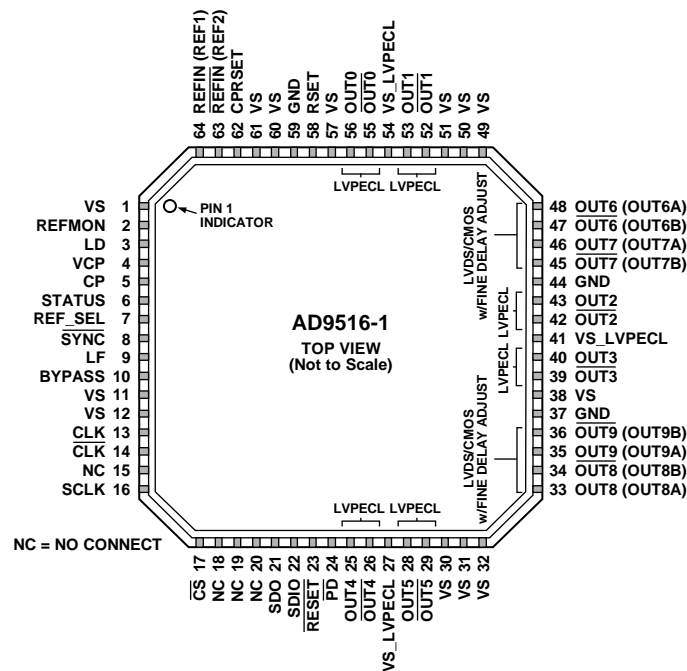 64 REFIN (REF1)
63 REFIN (REF2)
62 CPRSET
61 VS
60 VS
59 GND
58 RSET
57 VS
56 OUT0
55 OUT0
54 VS_LVPECL
53 OUT1
52 OUT1
51 VS
50 VS
49 VS
LVPECL LVPECL
VS 1
REFMON 2
LD 3
VCP 4
CP 5
STATUS 6
REF_SEL 7
SYNC 8
LF 9
BYPASS 10
VS 11
VS 12
CLK 13
CLK 14
NC 15
SCLK 16
PIN 1
INDICATOR
AD9516-1
TOP VIEW
(Not to Scale)
LVDS/CMOS
w/FINE DELAY ADJUST
LVPECL
LVPECL
LVDS/CMOS
w/FINE DELAY ADJUST
48 OUT6 (OUT6A)
47 OUT6 (OUT6B)
46 OUT7 (OUT7A)
45 OUT7 (OUT7B)
44 GND
43 OUT2
42 OUT2
41 VS_LVPECL
40 OUT3
39 OUT3
38 VS
37 GND
36 OUT9 (OUT9B)
35 OUT9 (OUT9A)
34 OUT8 (OUT8B)
33 OUT8 (OUT8A)
LVPECL LVPECL
NC = NO CONNECT
CS 17
NC 18
NC 19
NC 20
SDO 21
SDIO 22
RESET 23
PD 24
OUT4 25
OUT4 26
VS_LVPECL 27
OUT5 28
OUT5 29
VS 30
VS 31
VS 32